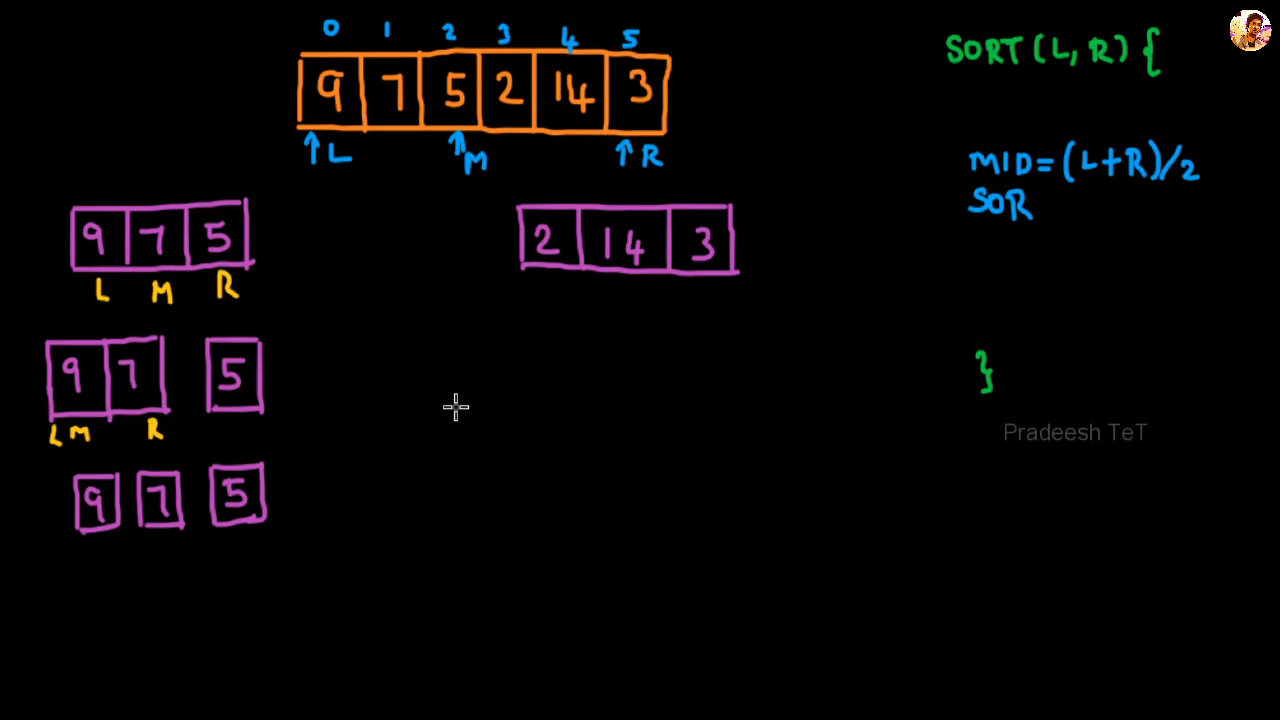 0 1 2 3 4 5
9 7 5 2 14 3
↑L ↑M ↑R
9 7 5
L M R
2 14 3
9 7 5
L M R
9 7 5
SORT (L, R) {
MID=(L+R)/2
SOR
}
Pradeesh TeT